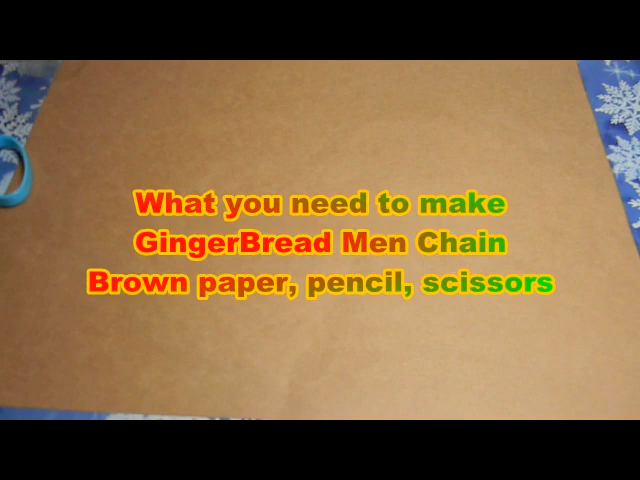 What you need to make
GingerBread Men Chain
Brown paper, pencil, scissors